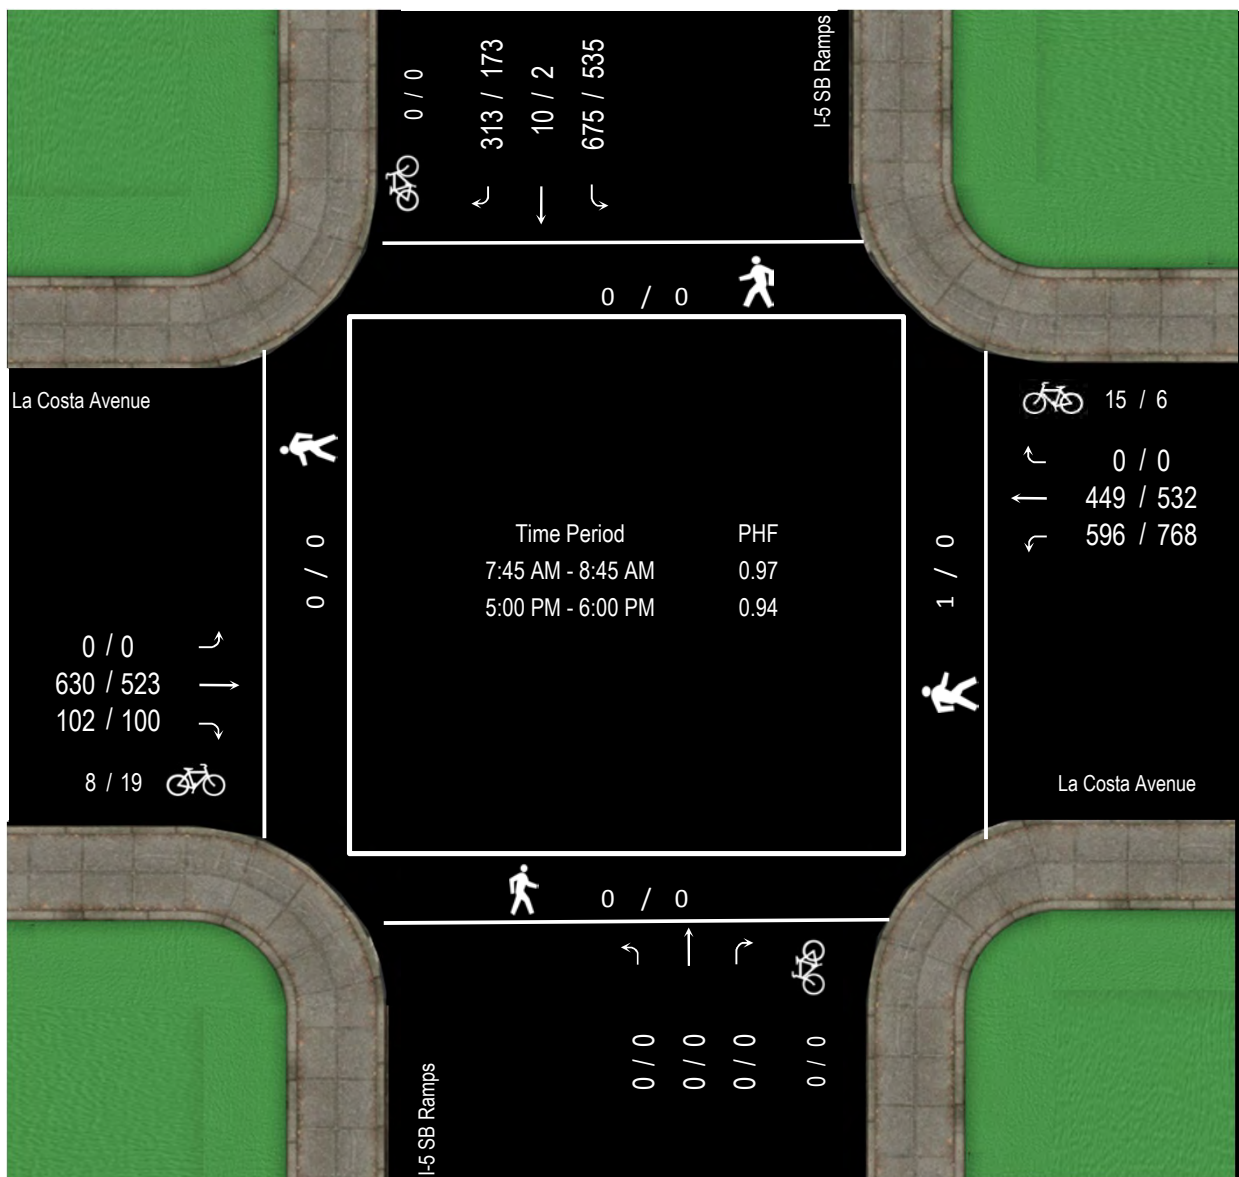 0 / 0
313 / 173
10 / 2
675 / 535
I-5 SB Ramps
0 / 0
La Costa Avenue
15 / 6
0 / 0
449 / 532
596 / 768
0 / 0
Time Period PHF
7:45 AM - 8:45 AM 0.97
5:00 PM - 6:00 PM 0.94
1 / 0
0 / 0
630 / 523
102 / 100
8 / 19
La Costa Avenue
0 / 0
I-5 SB Ramps
0 / 0
0 / 0
0 / 0
0 / 0